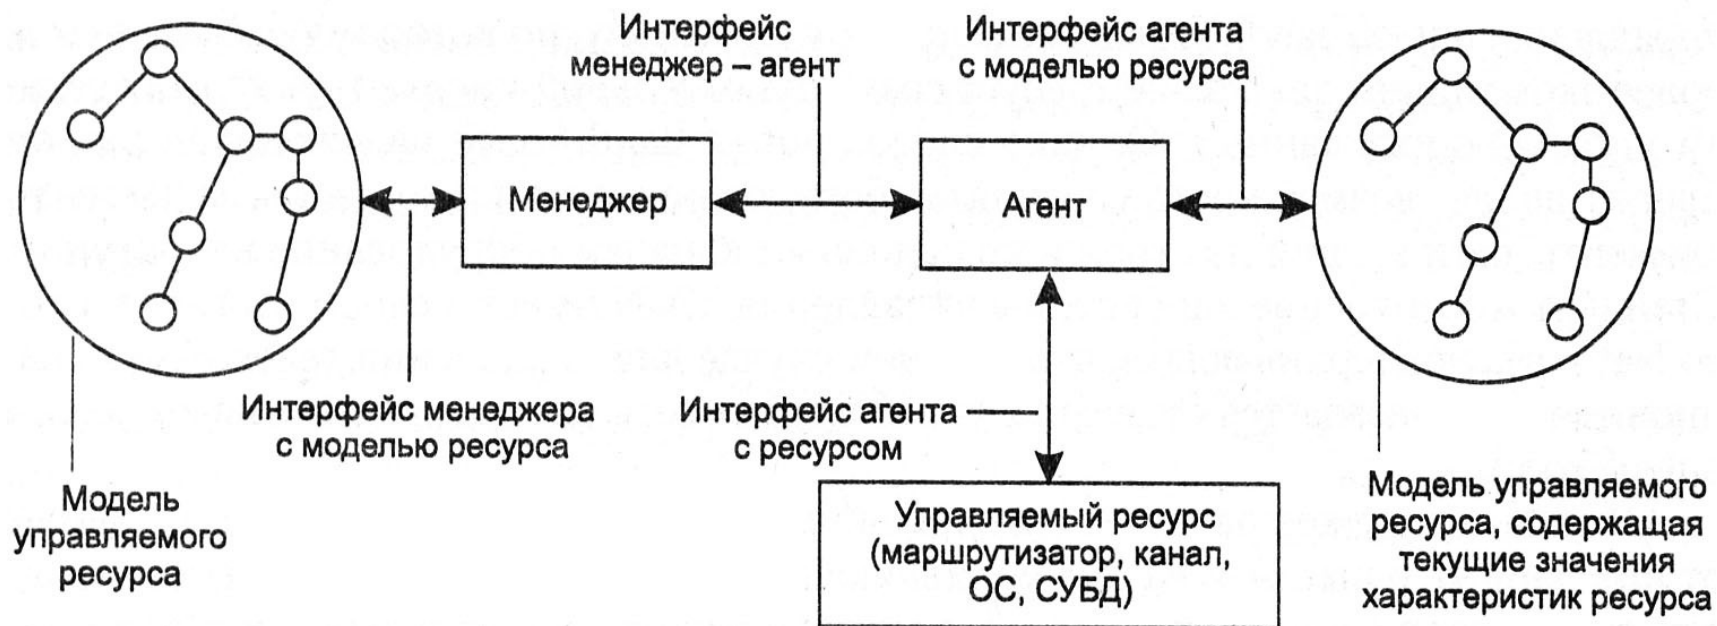 Интерфейс
менеджер – агент
Интерфейс агента
с моделью ресурса
Менеджер
Агент
Интерфейс менеджера
с моделью ресурса
Интерфейс агента
с ресурсом
Модель
управляемого
ресурса
Управляемый ресурс
(маршрутизатор, канал,
ОС, СУБД)
Модель управляемого
ресурса, содержащая
текущие значения
характеристик ресурса